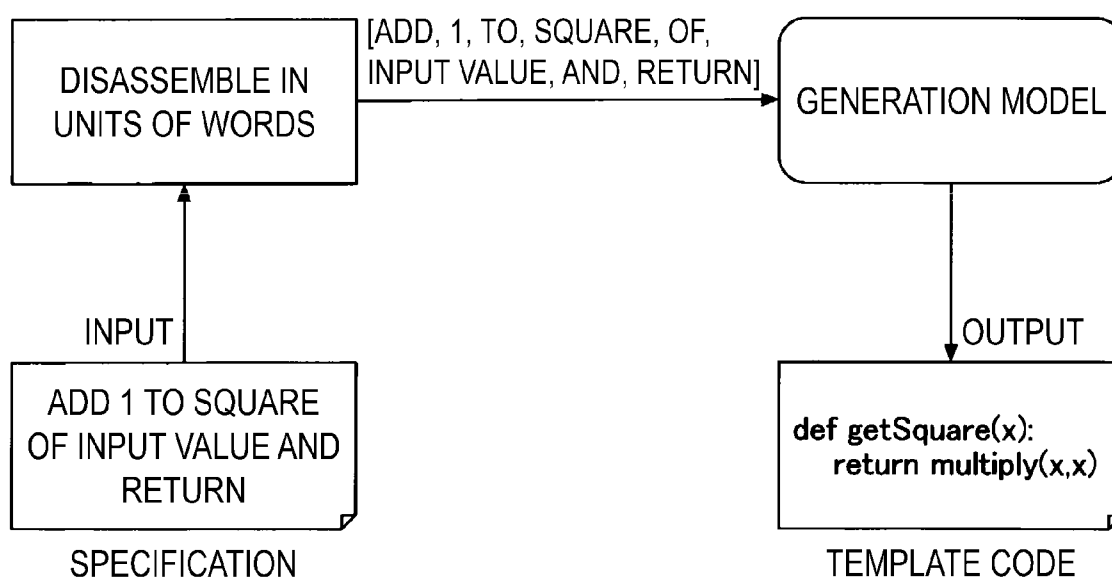 DISASSEMBLE IN
UNITS OF WORDS
[ADD, 1, TO, SQUARE, OF,
INPUT VALUE, AND, RETURN]
GENERATION MODEL
INPUT
OUTPUT
ADD 1 TO SQUARE
OF INPUT VALUE AND
RETURN
def getSquare(x):
    return multiply(x,x)
SPECIFICATION
TEMPLATE CODE